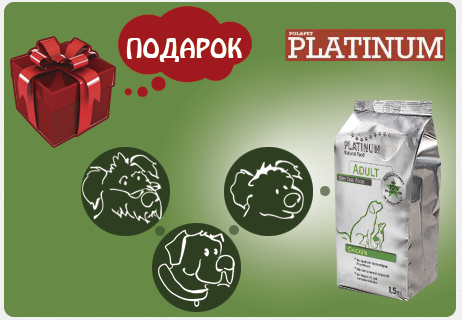 ПОДАРОК
POLAPET
PLATINUM
PLATINUM
Natural Food
ADULT
CHICKEN
1.5